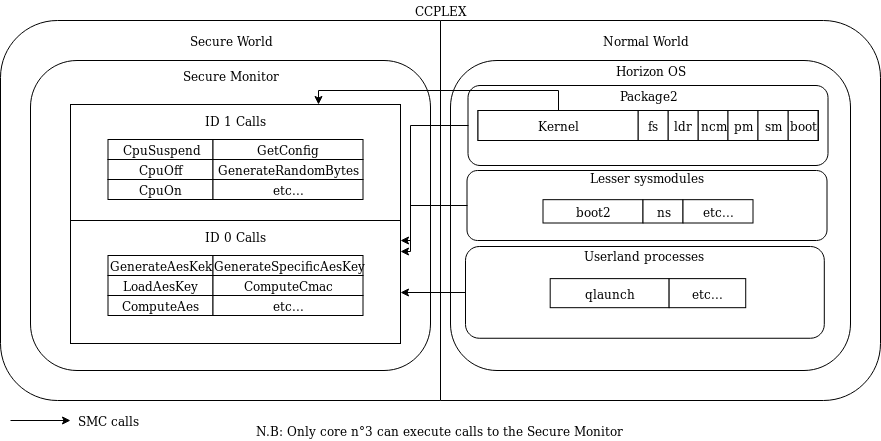 CCPLEX
Secure World
Normal World
Secure Monitor
Horizon OS
Package2
Kernel
fs
ldr
ncm
pm
sm
boot
ID 1 Calls
CpuSuspend
GetConfig
CpuOff
GenerateRandomBytes
CpuOn
etc...
Lesser sysmodules
boot2
ns
etc...
ID 0 Calls
GenerateAesKek
GenerateSpecificAesKey
LoadAesKey
ComputeCmac
ComputeAes
etc...
Userland processes
qlaunch
etc...
SMC calls
N.B: Only core n°3 can execute calls to the Secure Monitor